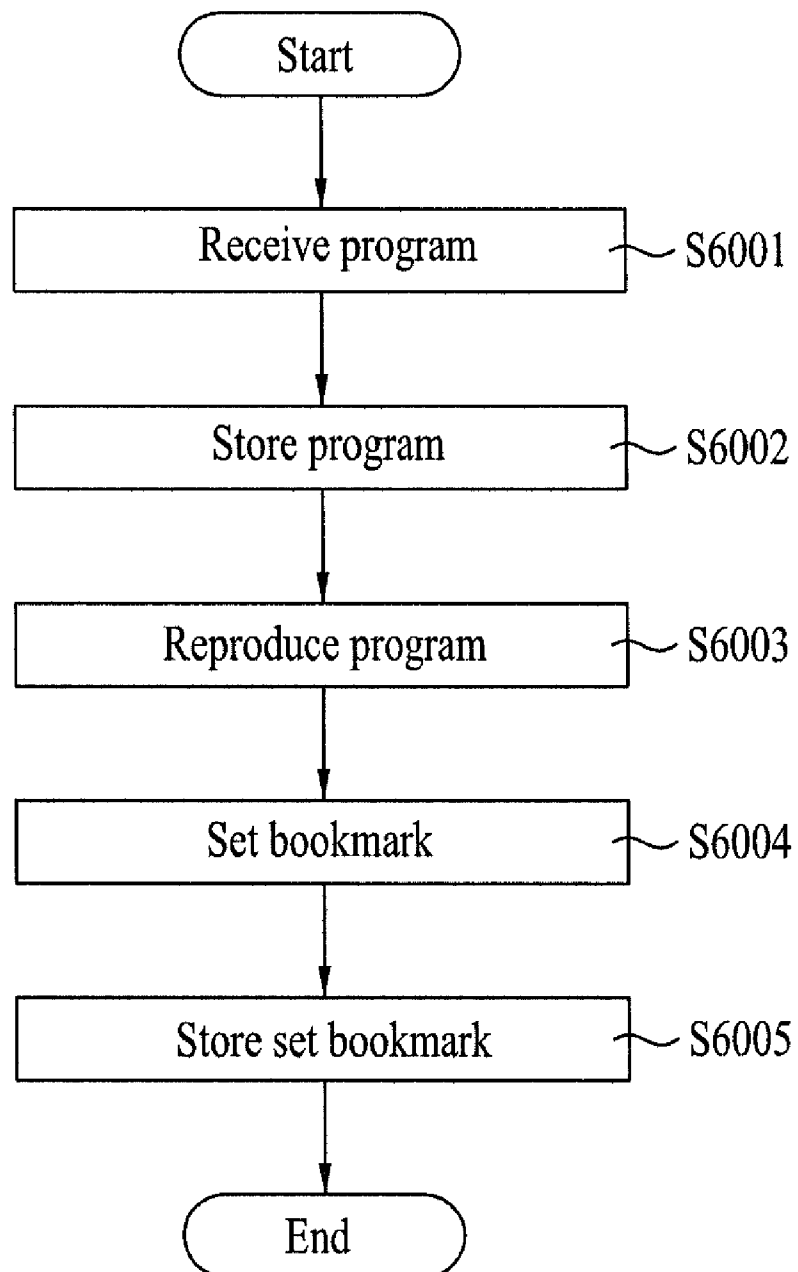 Start
Receive program
S6001
Store program
S6002
Reproduce program
S6003
Set bookmark
S6004
Store set bookmark
S6005
End